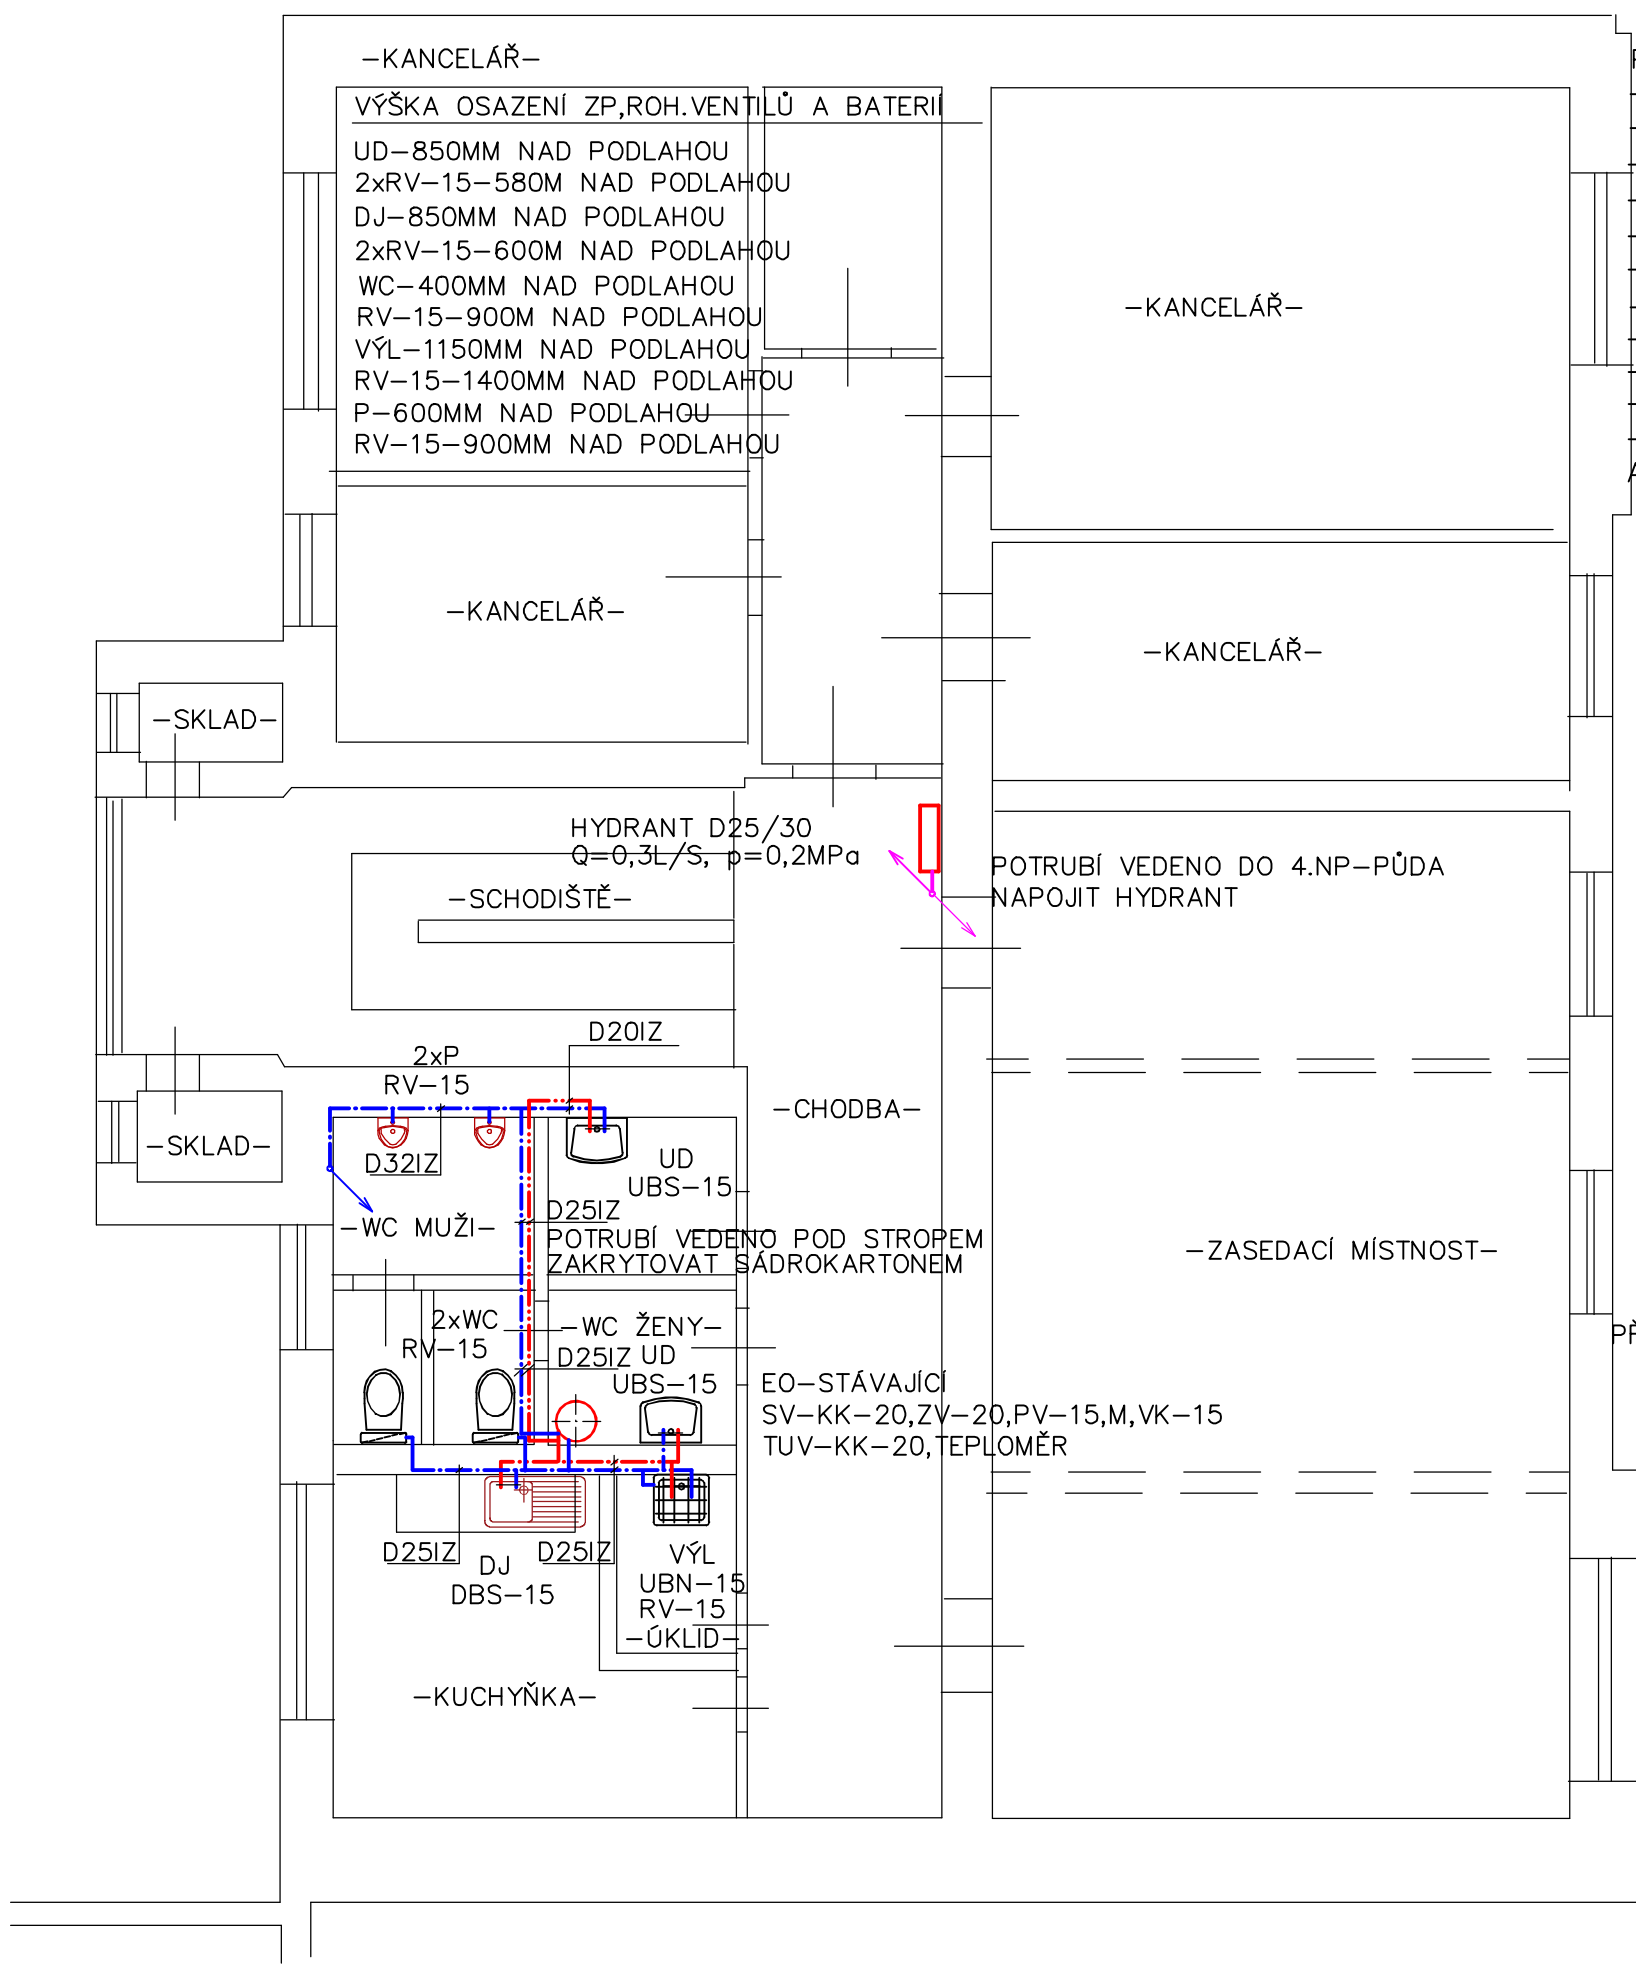 -KANCELÁŘ-
VÝŠKA OSAZENÍ ZP,ROH.VENTILŮ A BATERIÍ
UD-850MM NAD PODLAHOU
2xRV-15-580M NAD PODLAHOU
DJ-850MM NAD PODLAHOU
2xRV-15-600M NAD PODLAHOU
WC-400MM NAD PODLAHOU
RV-15-900M NAD PODLAHOU
VÝL-1150MM NAD PODLAHOU
RV-15-1400MM NAD PODLAHOU
P-600MM NAD PODLAHOU
RV-15-900MM NAD PODLAHOU
-KANCELÁŘ-
-KANCELÁŘ-
-KANCELÁŘ-
-SKLAD-
HYDRANT D25/30
Q=0,3L/S, p=0,2MPa
POTRUBÍ VEDENO DO 4.NP-PŮDA
NAPOJIT HYDRANT
-SCHODIŠTĚ-
D20IZ
2xP
RV-15
-CHODBA-
-SKLAD-
D32IZ
UD
UBS-15
D25IZ
-WC MUŽI-
POTRUBÍ VEDENO POD STROPEM
ZAKRYTOVAT SÁDROKARTONEM
-ZASEDACÍ MÍSTNOST-
2xWC
RV-15
-WC ŽENY-
D25IZ
UD
UBS-15
EO-STÁVAJÍCÍ
SV-KK-20,ZV-20,PV-15,M,VK-15
TUV-KK-20,TEPLOMĚR
D25IZ
DJ
DBS-15
D25IZ
VÝL
UBN-15
RV-15
-ÚKLID-
-KUCHYŇKA-